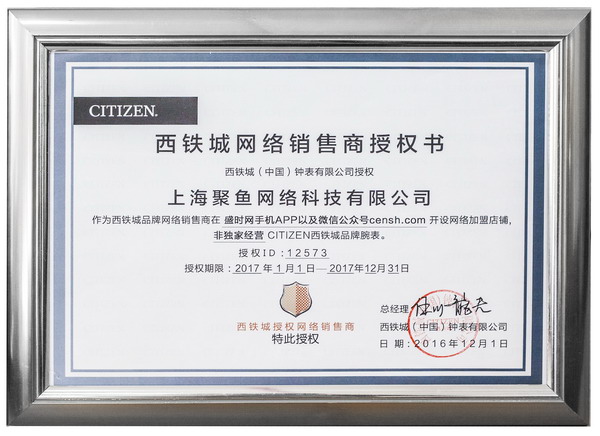 CITIZEN
西铁城网络销售商授权书
西铁城（中国）钟表有限公司授权
上海聚鱼网络科技有限公司
作为西铁城品牌网络销售商在 盛时网手机APP以及微信公众号censh.com 开设网络加盟店铺,
非独家经营 CITIZEN西铁城品牌腕表。
授权ID：12573
授权期限：2017年1月1日—2017年12月31日
西铁城授权网络销售商
特此授权
总经理
西铁城（中国）钟表有限公司
日期：2016年12月1日